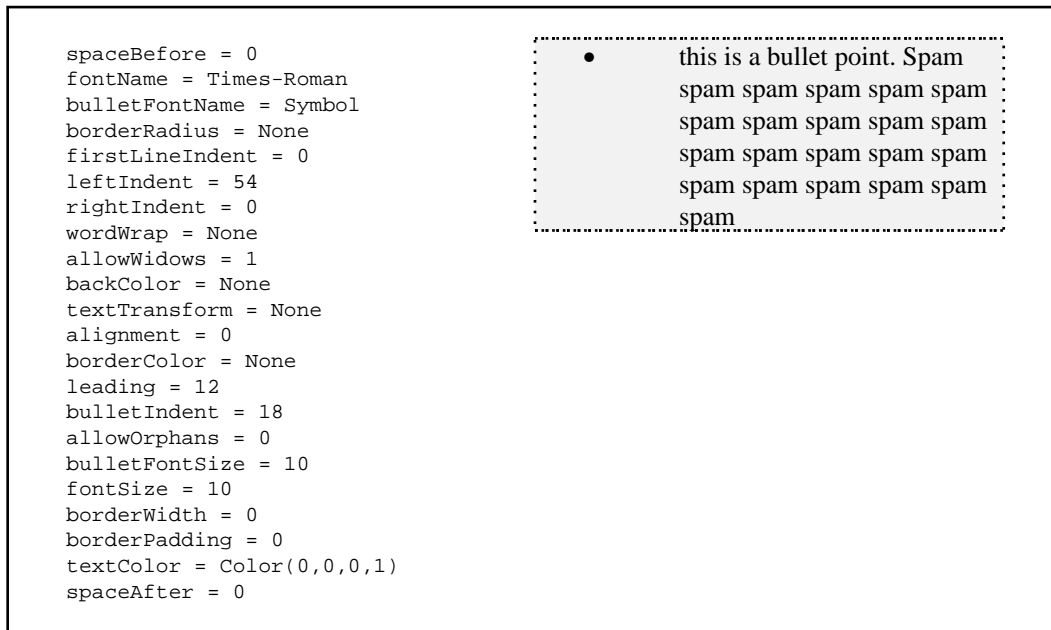 spaceBefore = 0
fontName = Times-Roman
bulletFontName = Symbol
borderRadius = None
firstLineIndent = 0
leftIndent = 54
rightIndent = 0
wordWrap = None
allowWidows = 1
backColor = None
textTransform = None
alignment = 0
borderColor = None
leading = 12
bulletIndent = 18
allowOrphans = 0
bulletFontSize = 10
fontSize = 10
borderWidth = 0
borderPadding = 0
textColor = Color(0,0,0,1)
spaceAfter = 0
• this is a bullet point. Spam
spam spam spam spam spam
spam spam spam spam spam
spam spam spam spam spam
spam spam spam spam spam
spam